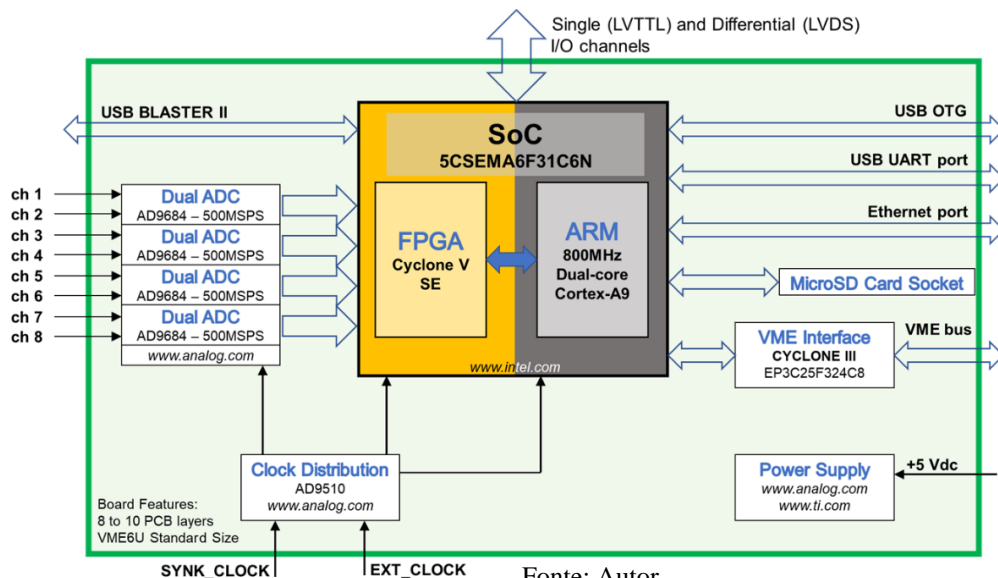 Single (LVTTL) and Differential (LVDS)
I/O channels
USB BLASTER II
SoC
5CSEMA6F31C6N
USB OTG
USB UART port
Ethernet port
ch 1
ch 2
ch 3
ch 4
ch 5
ch 6
ch 7
ch 8
Dual ADC
AD9684 – 500MSPS
Dual ADC
AD9684 – 500MSPS
Dual ADC
AD9684 – 500MSPS
Dual ADC
AD9684 – 500MSPS
www.analog.com
FPGA
Cyclone V
SE
ARM
800MHz
Dual-core
Cortex-A9
www.intel.com
MicroSD Card Socket
VME Interface
CYCLONE III
EP3C25F324C8
VME bus
Clock Distribution
AD9510
www.analog.com
Power Supply
www.analog.com
www.ti.com
+5 Vdc
Board Features:
8 to 10 PCB layers
VME6U Standard Size
SYNK_CLOCK
EXT_CLOCK
Fonte: Autor